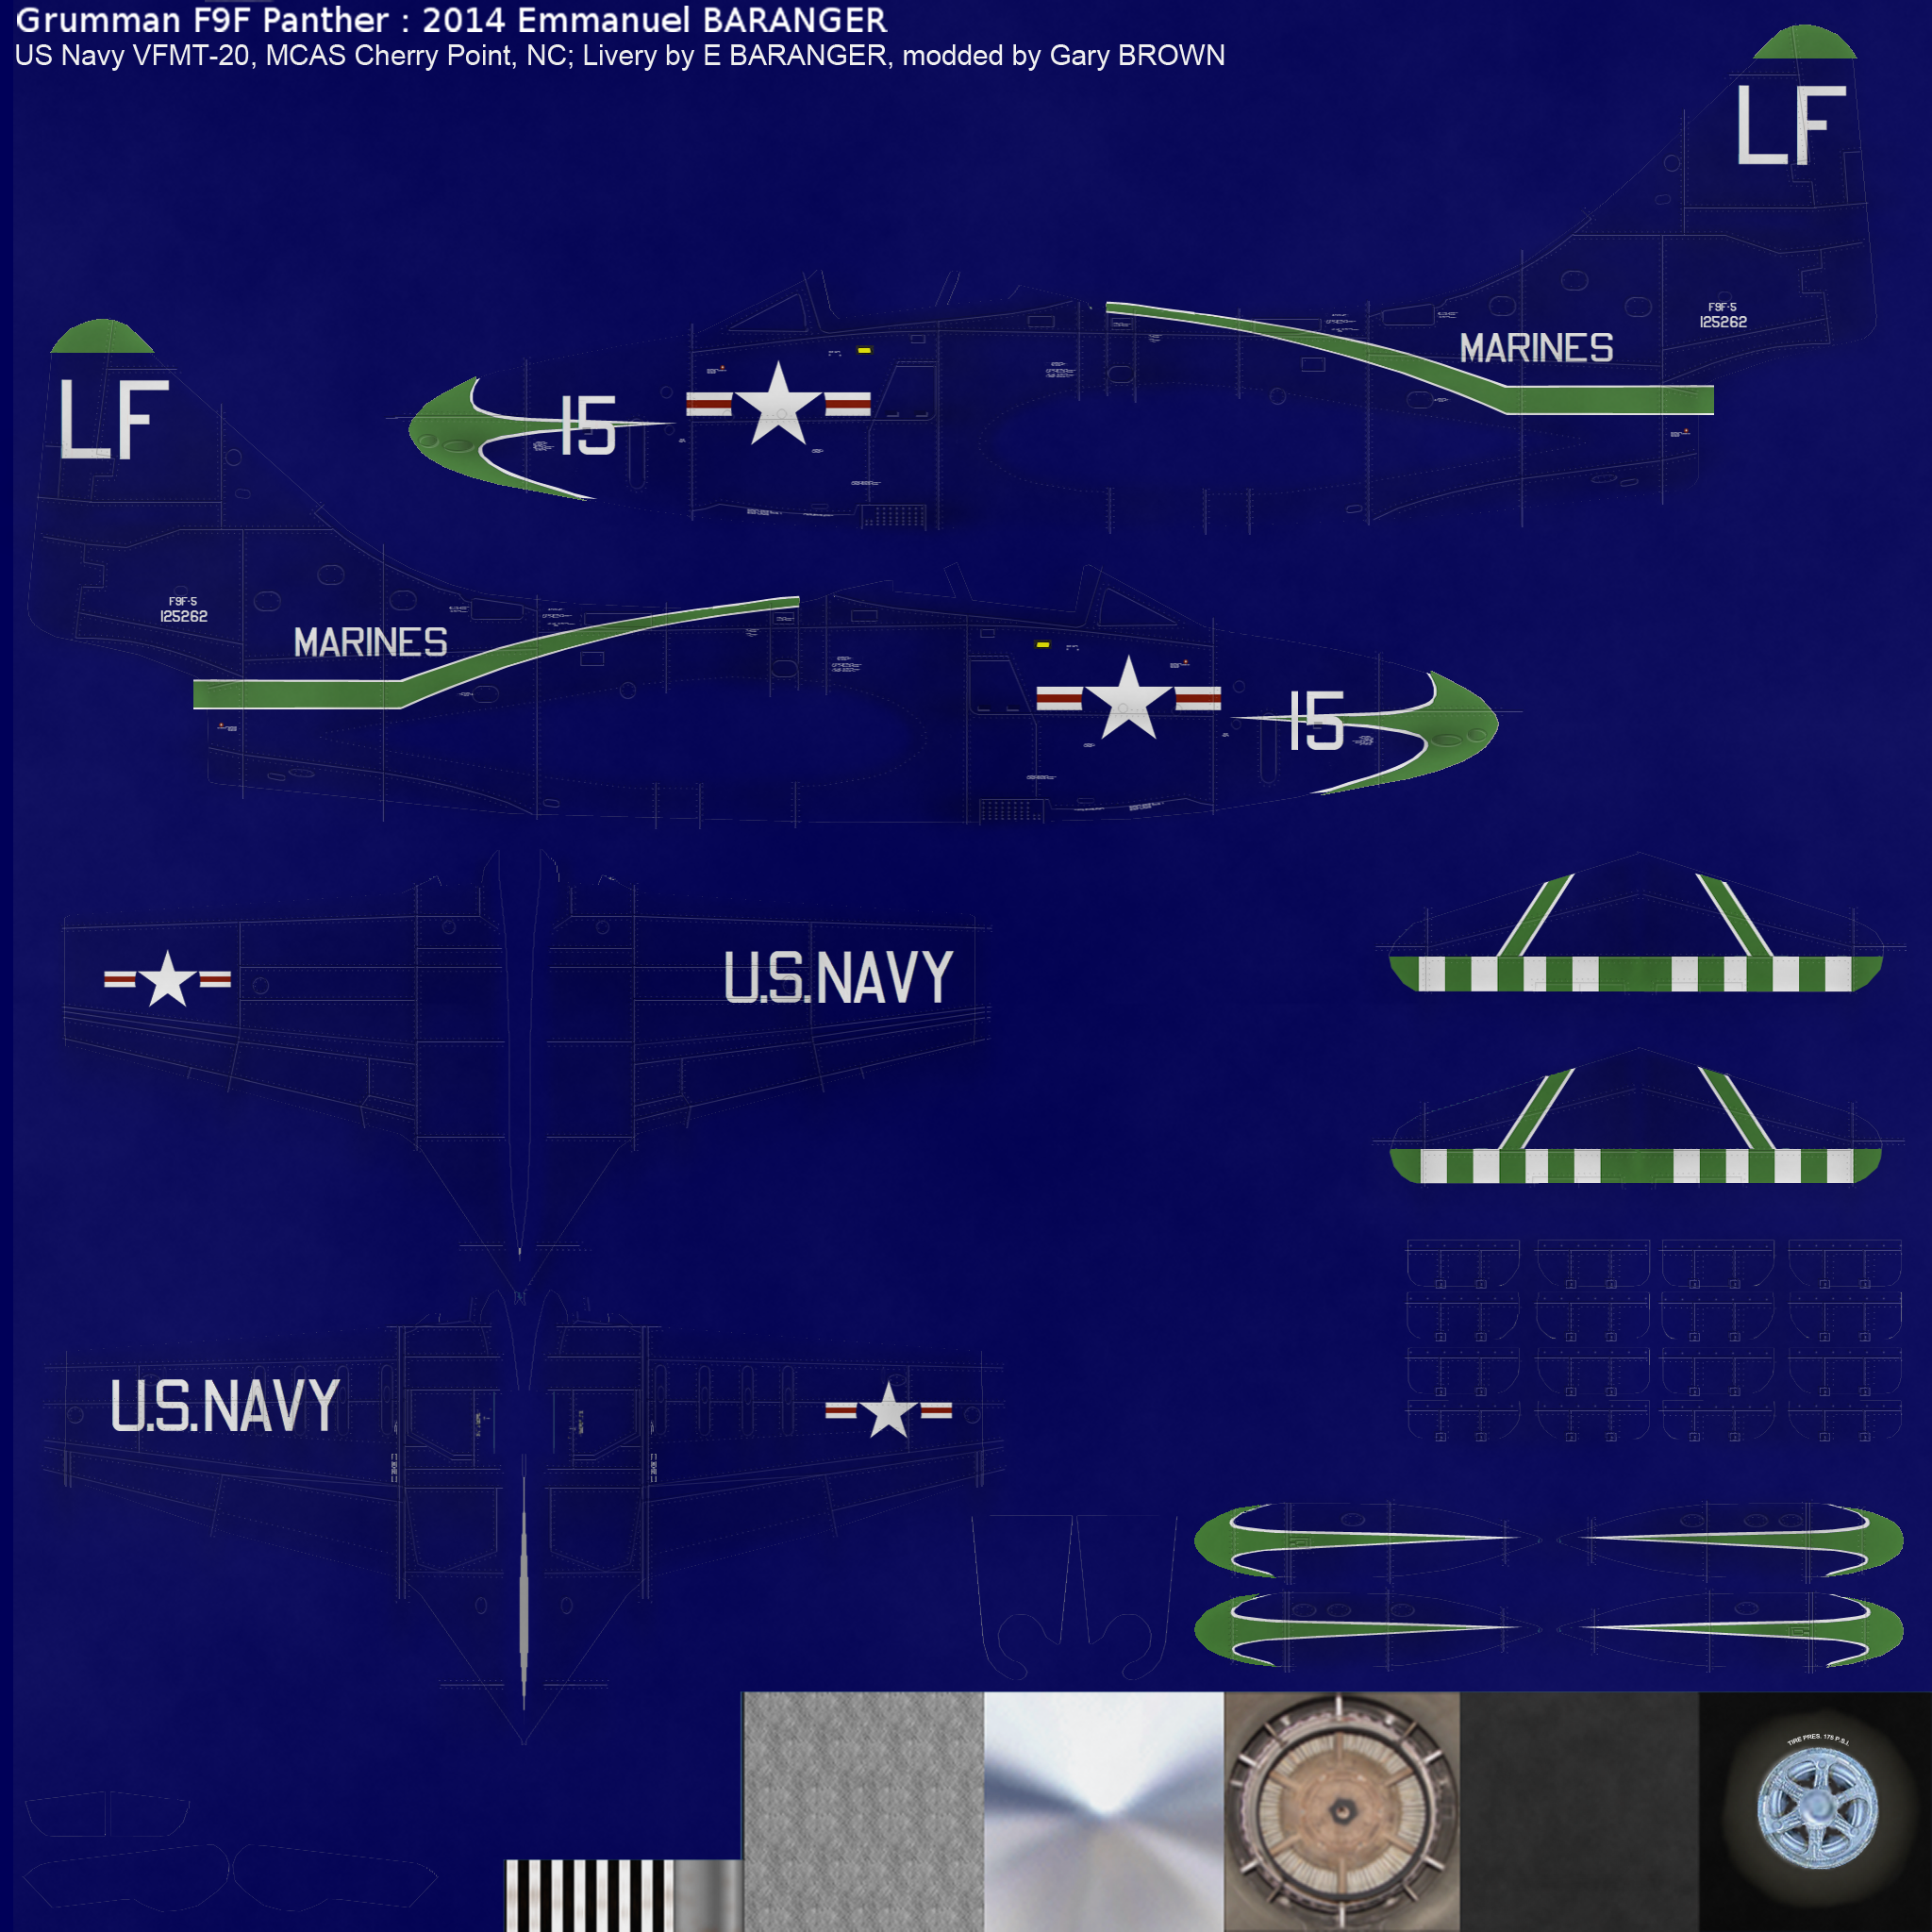 Grumman F9F Panther : 2014 Emmanuel BARANGER
US Navy VFMT-20, MCAS Cherry Point, NC; Livery by E BARANGER, modded by Gary BROWN
LF
F9F-5
125262
MARINES
15
LF
F9F-5
125262
MARINES
15
U.S.NAVY
U.S.NAVY
TIRE PRES. 175 P.S.I.